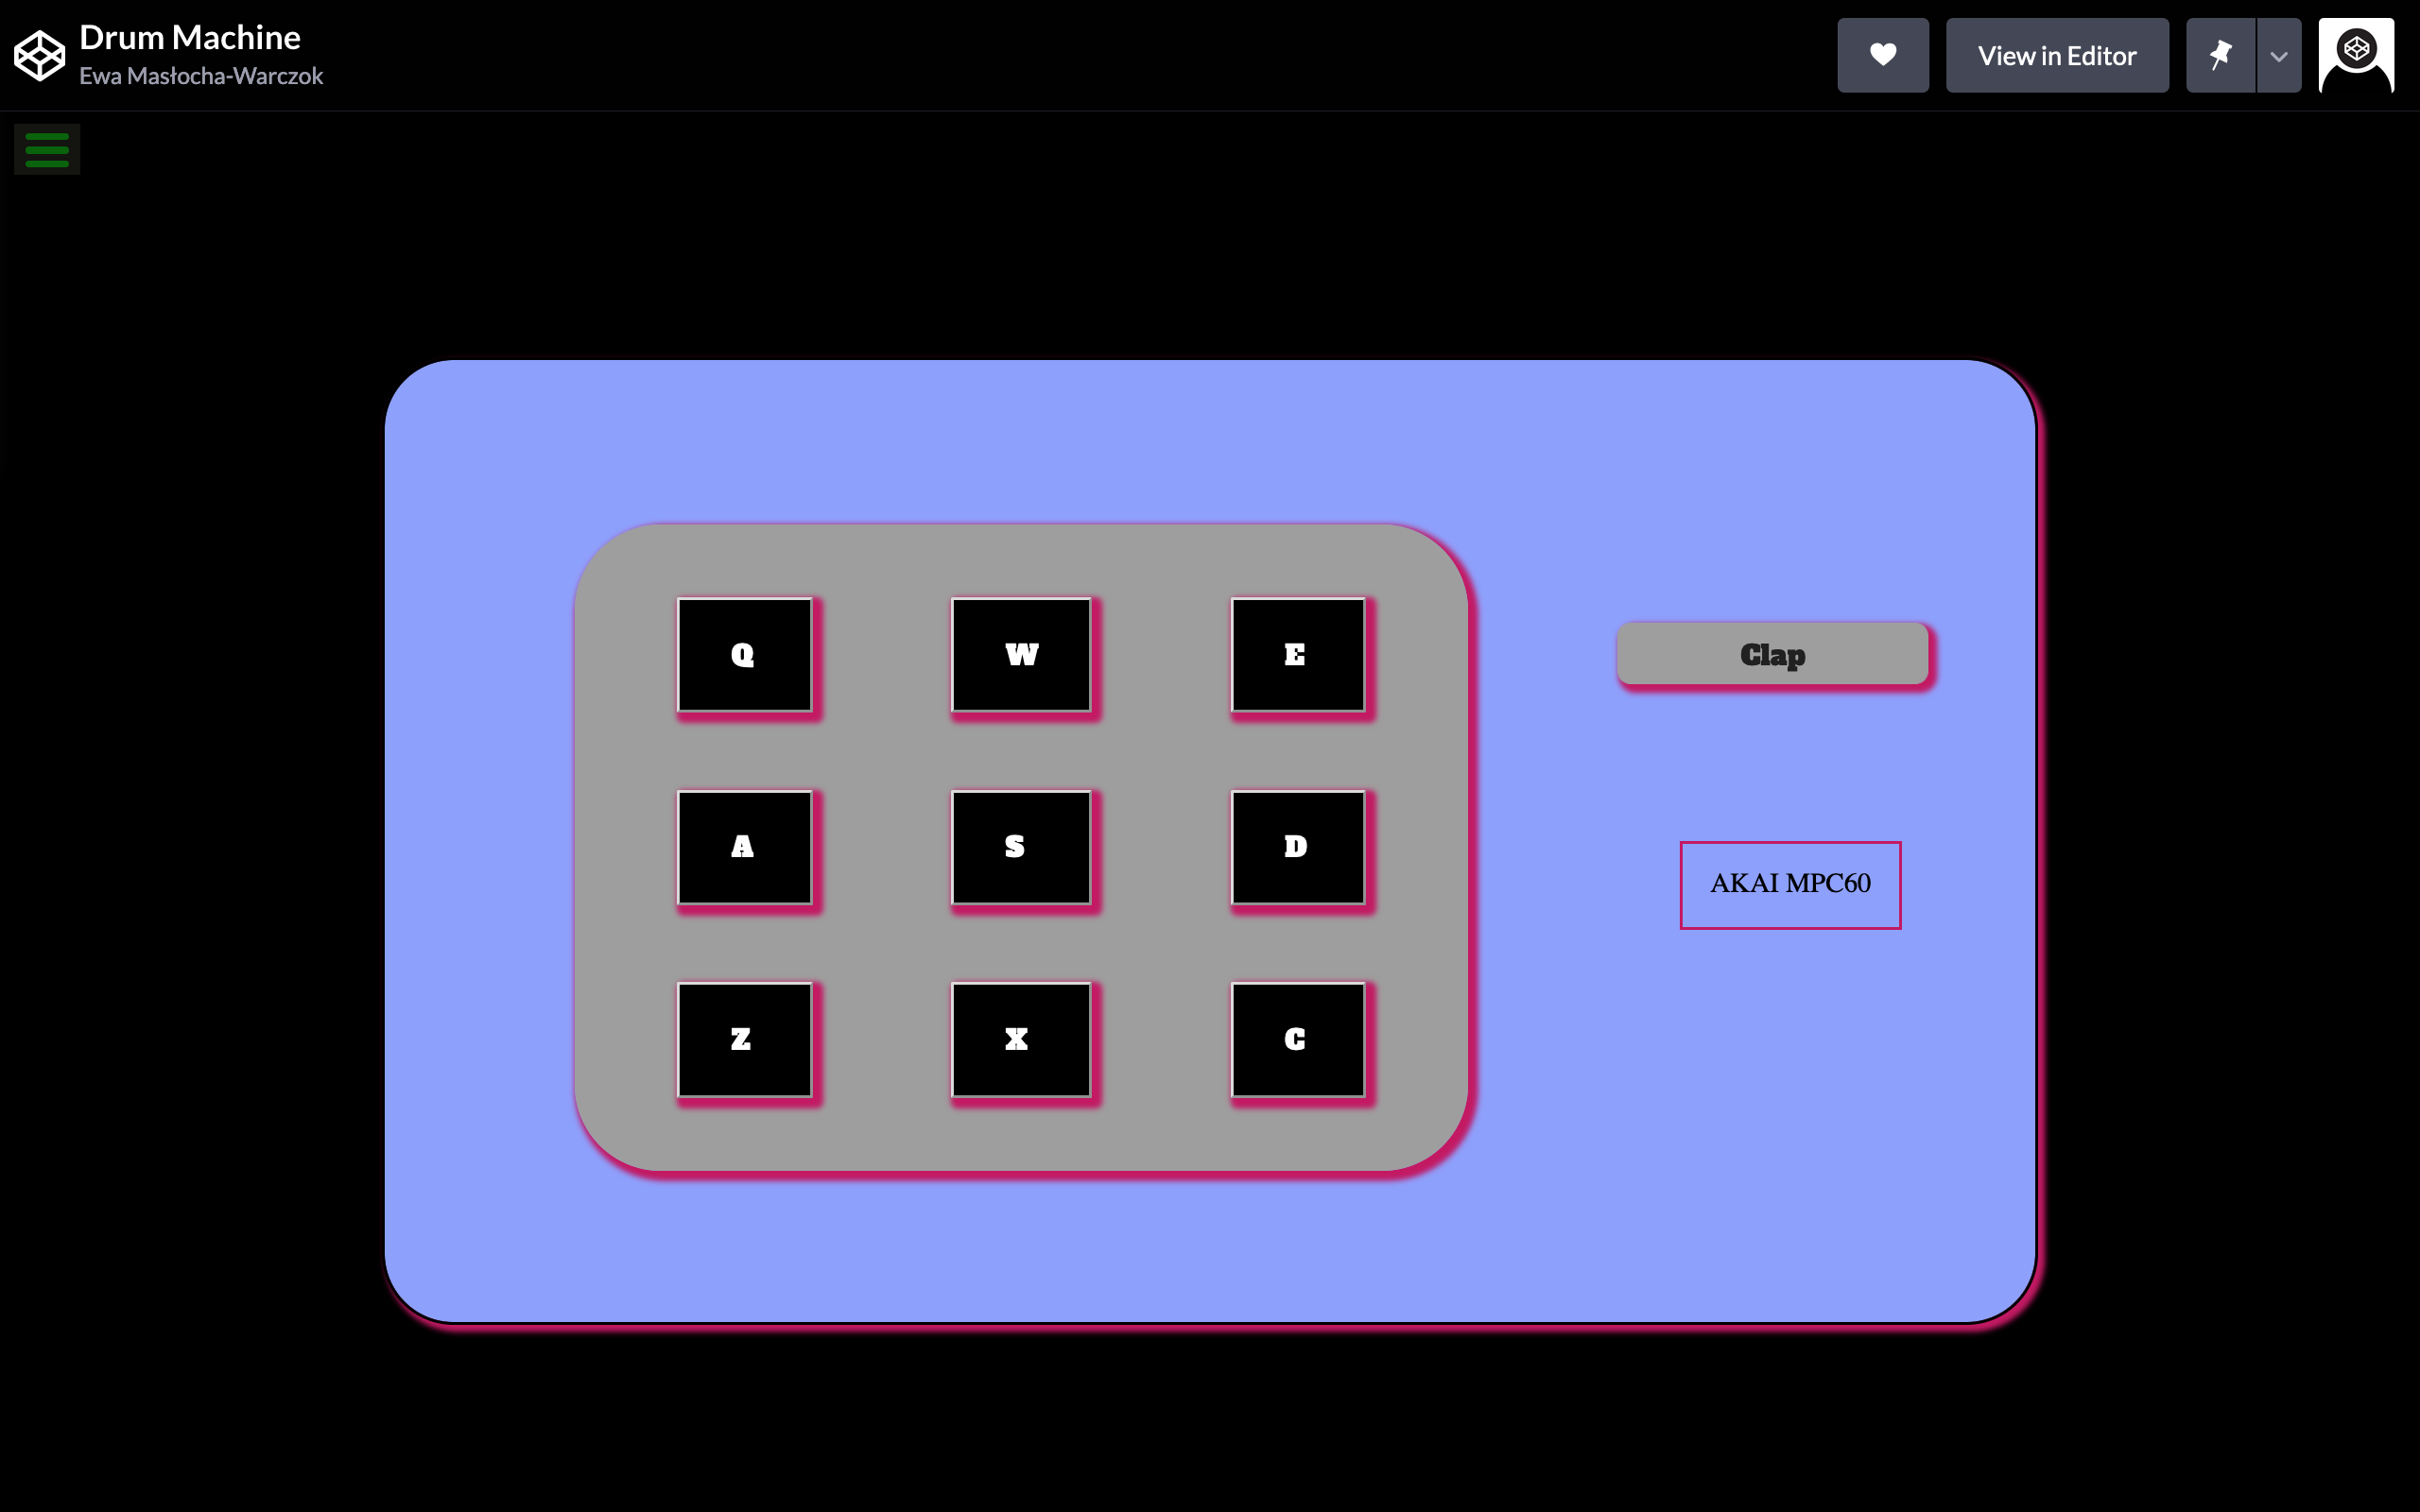 Drum Machine
Ewa Masłocha-Warczok
View in Editor
Q W E
Clap
A S D
AKAI MPC60
Z X C